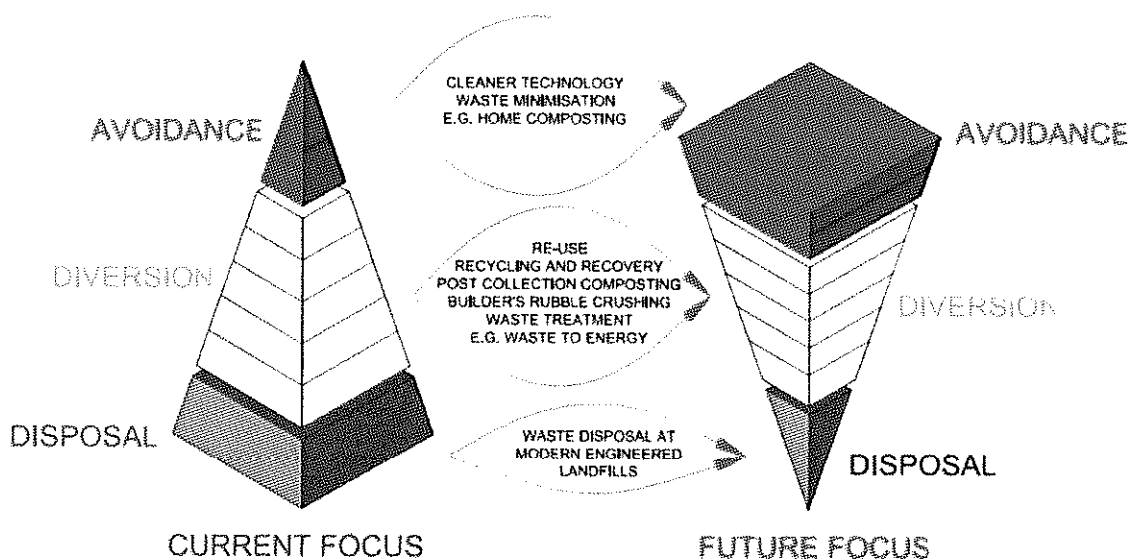 AVOIDANCE
DIVERSION
DISPOSAL
CURRENT FOCUS
CLEANER TECHNOLOGY
WASTE MINIMISATION
E.G. HOME COMPOSTING
RE-USE
RECYCLING AND RECOVERY
POST COLLECTION COMPOSTING
BUILDER'S RUBBLE CRUSHING
WASTE TREATMENT
E.G. WASTE TO ENERGY
WASTE DISPOSAL AT
MODERN ENGINEERED
LANDFILLS
AVOIDANCE
DIVERSION
DISPOSAL
FUTURE FOCUS